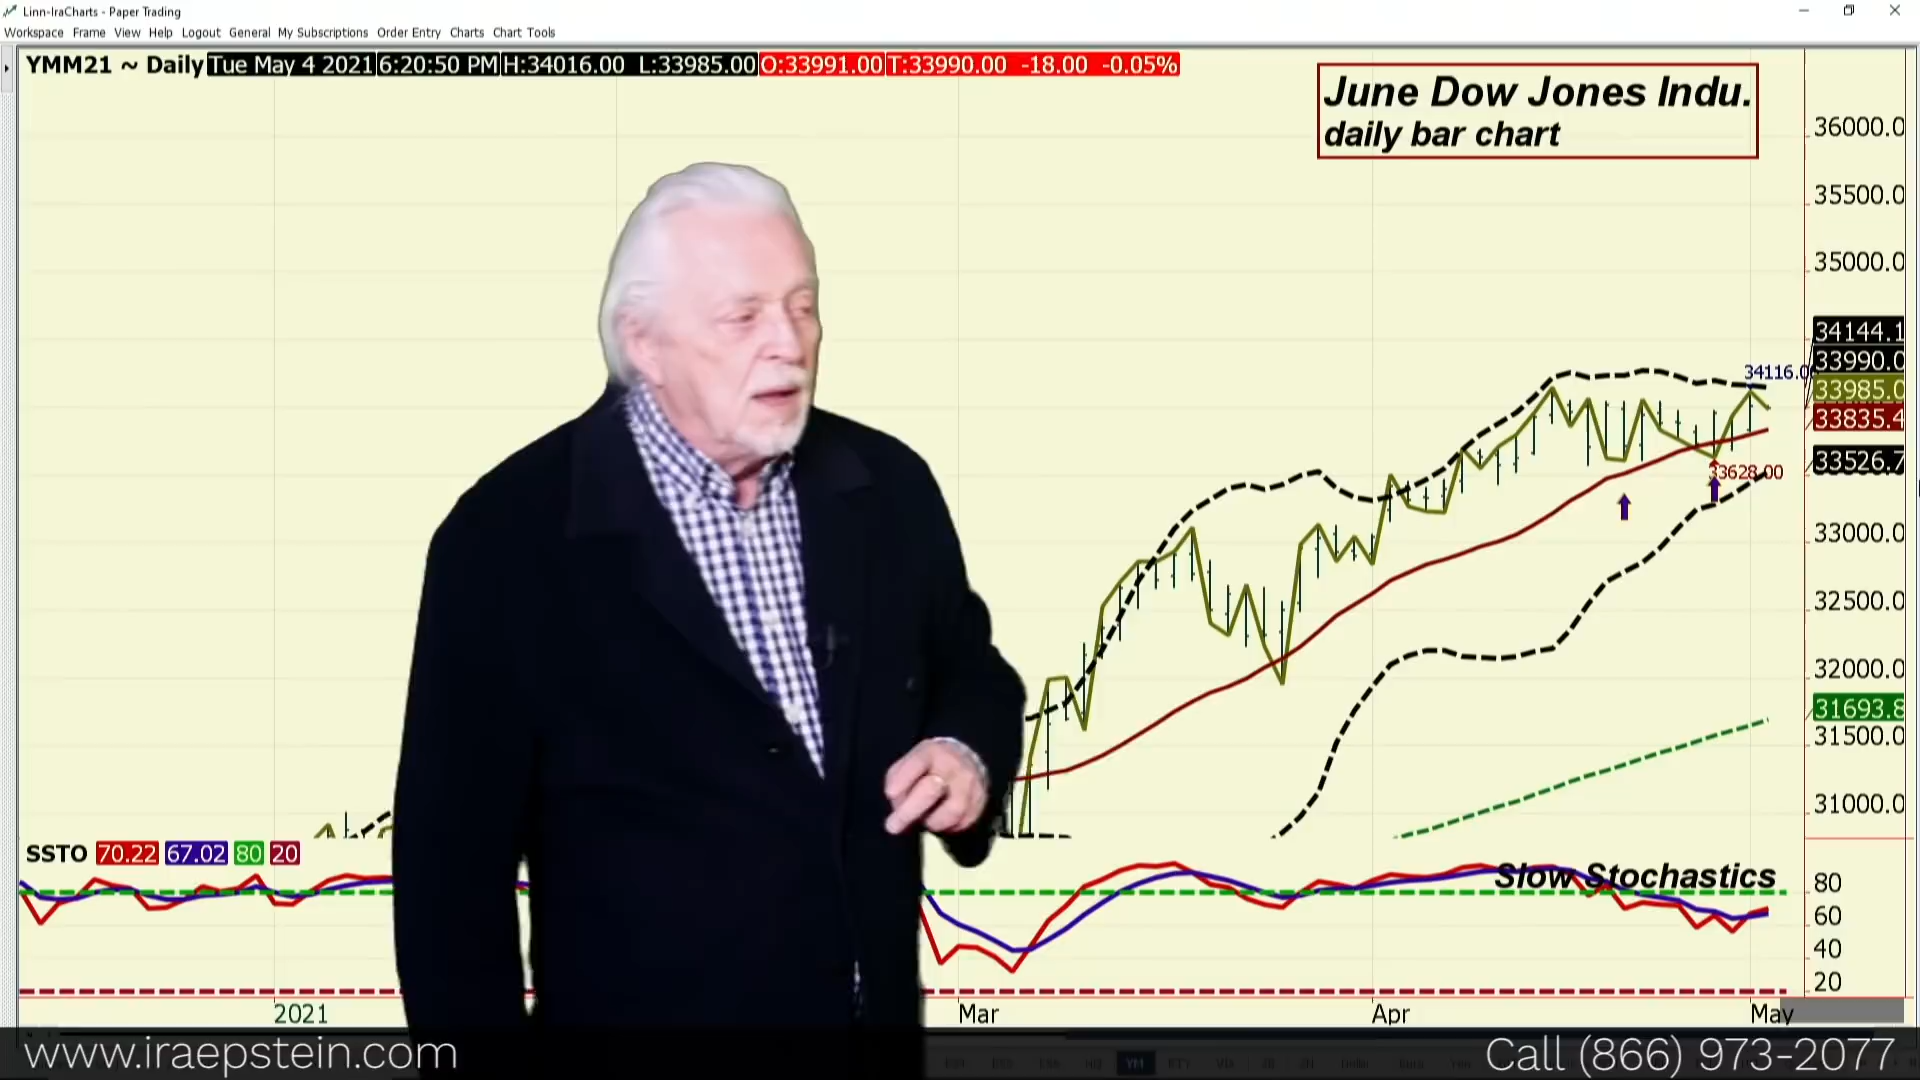 Linn-IraCharts - Paper Trading
Workspace Frame View Help Logout General My Subscriptions Order Entry Charts Chart Tools
YMM21 ~ Daily Tue May 4 2021 6:20:50 PM H:34016.00 L:33985.00 O:33991.00 T:33990.00 -18.00 -0.05%
June Dow Jones Indu.
daily bar chart
36000.0
35500.0
35000.0
34144.1
33990.0
34116.0
33985.0
33835.4
33526.7
33628.00
33000.0
32500.0
32000.0
31693.8
31500.0
31000.0
SSTO 70.22 67.02 80 20
Slow Stochastics
80
60
40
20
2021 Mar Apr May
YM
www.iraepstein.com
Call (866) 973-2077